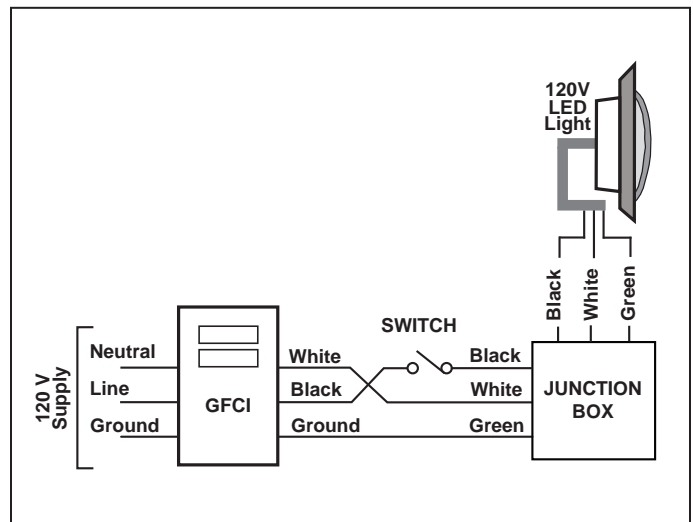 120V
LED
Light
Black
White
Green
SWITCH
120 V
Supply
Neutral
Line
Ground
GFCI
White
Black
Ground
Black
White
Green
JUNCTION
BOX